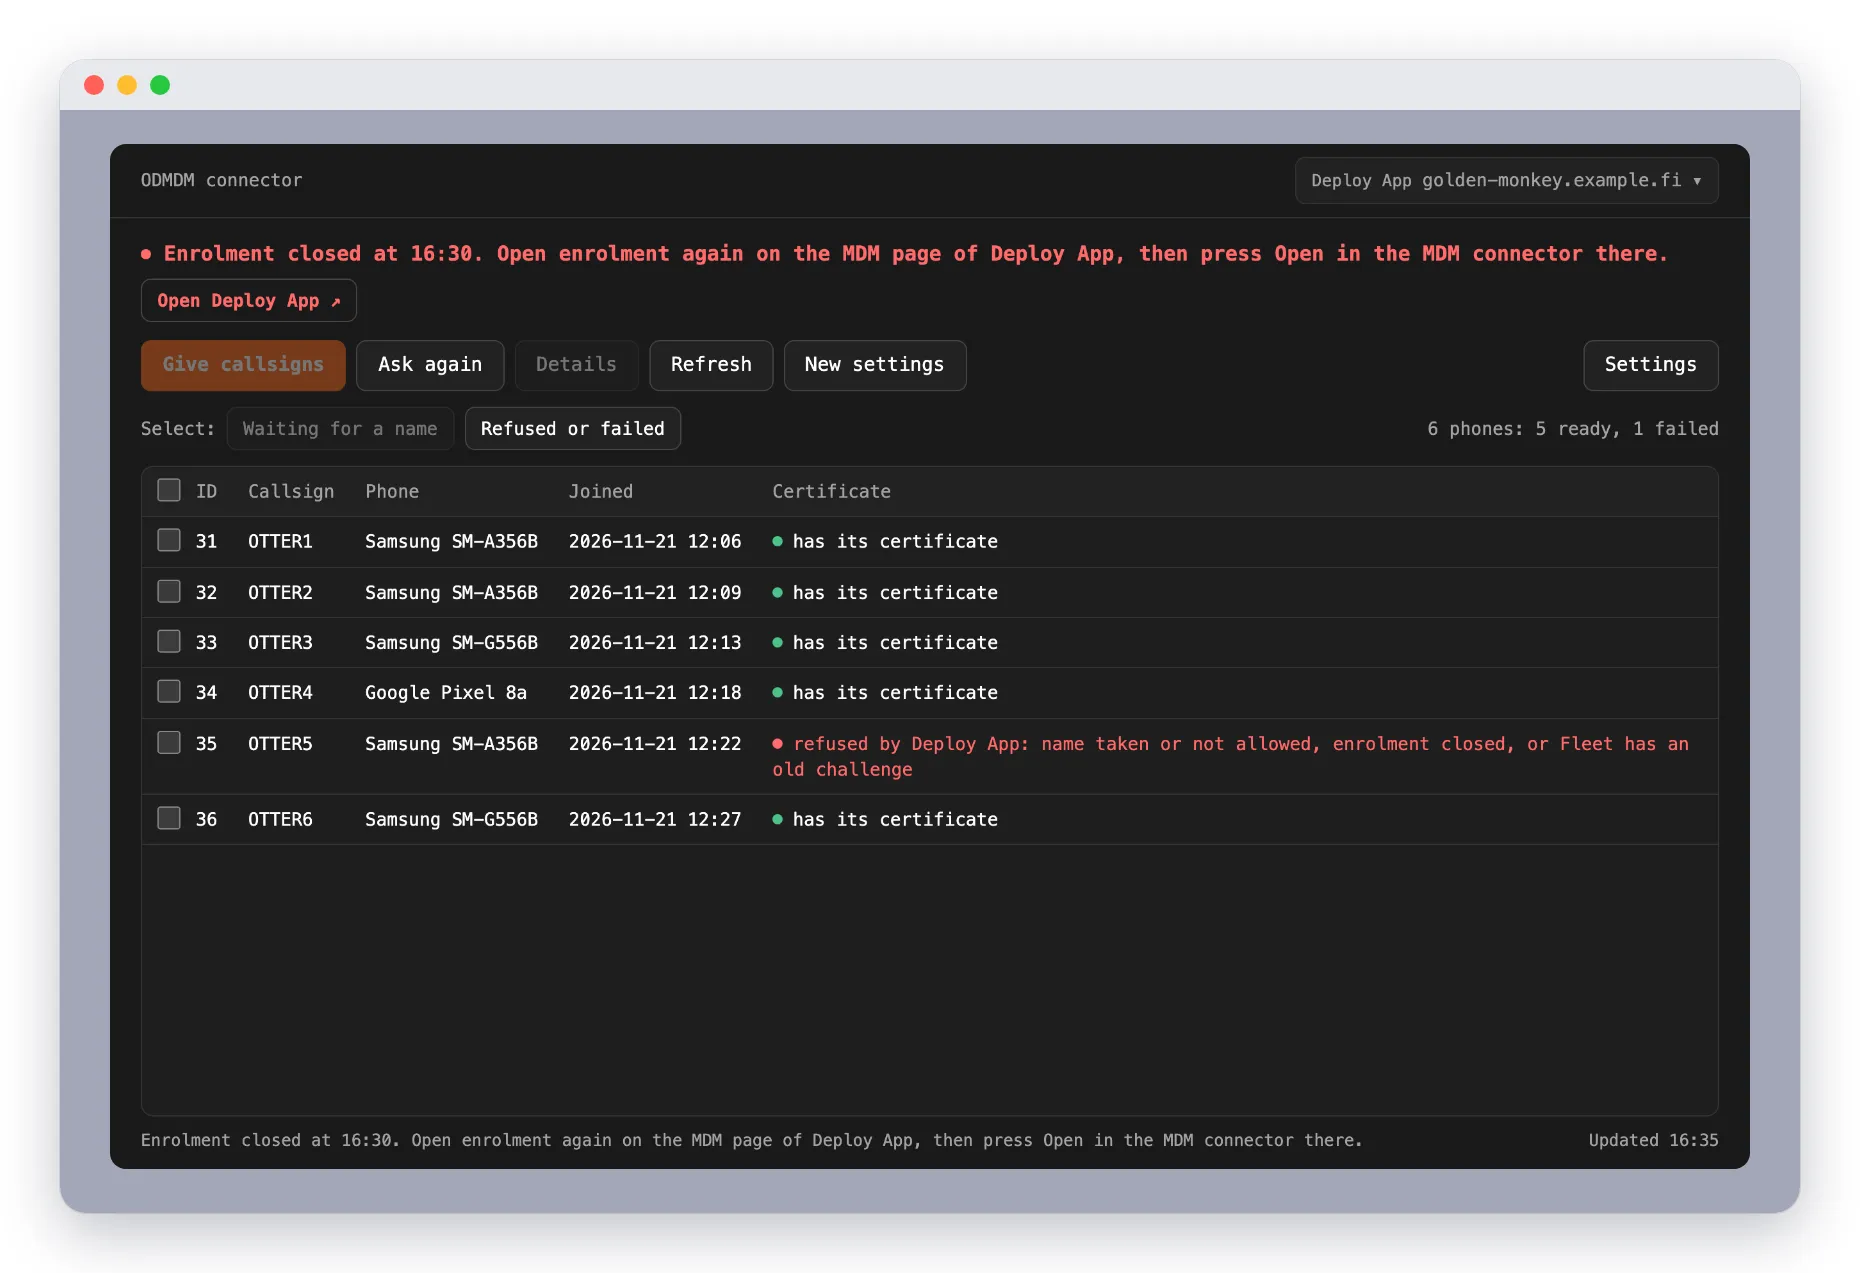 ODMDM connector
Deploy App golden-monkey.example.fi ▾
● Enrolment closed at 16:30. Open enrolment again on the MDM page of Deploy App, then press Open in the MDM connector there.
Open Deploy App ↗
Give callsigns Ask again Details Refresh New settings Settings
Select: Waiting for a name Refused or failed 6 phones: 5 ready, 1 failed
ID Callsign Phone Joined Certificate
31 OTTER1 Samsung SM-A356B 2026-11-21 12:06 ● has its certificate
32 OTTER2 Samsung SM-A356B 2026-11-21 12:09 ● has its certificate
33 OTTER3 Samsung SM-G556B 2026-11-21 12:13 ● has its certificate
34 OTTER4 Google Pixel 8a 2026-11-21 12:18 ● has its certificate
35 OTTER5 Samsung SM-A356B 2026-11-21 12:22 ● refused by Deploy App: name taken or not allowed, enrolment closed, or Fleet has an
old challenge
36 OTTER6 Samsung SM-G556B 2026-11-21 12:27 ● has its certificate
Enrolment closed at 16:30. Open enrolment again on the MDM page of Deploy App, then press Open in the MDM connector there. Updated 16:35